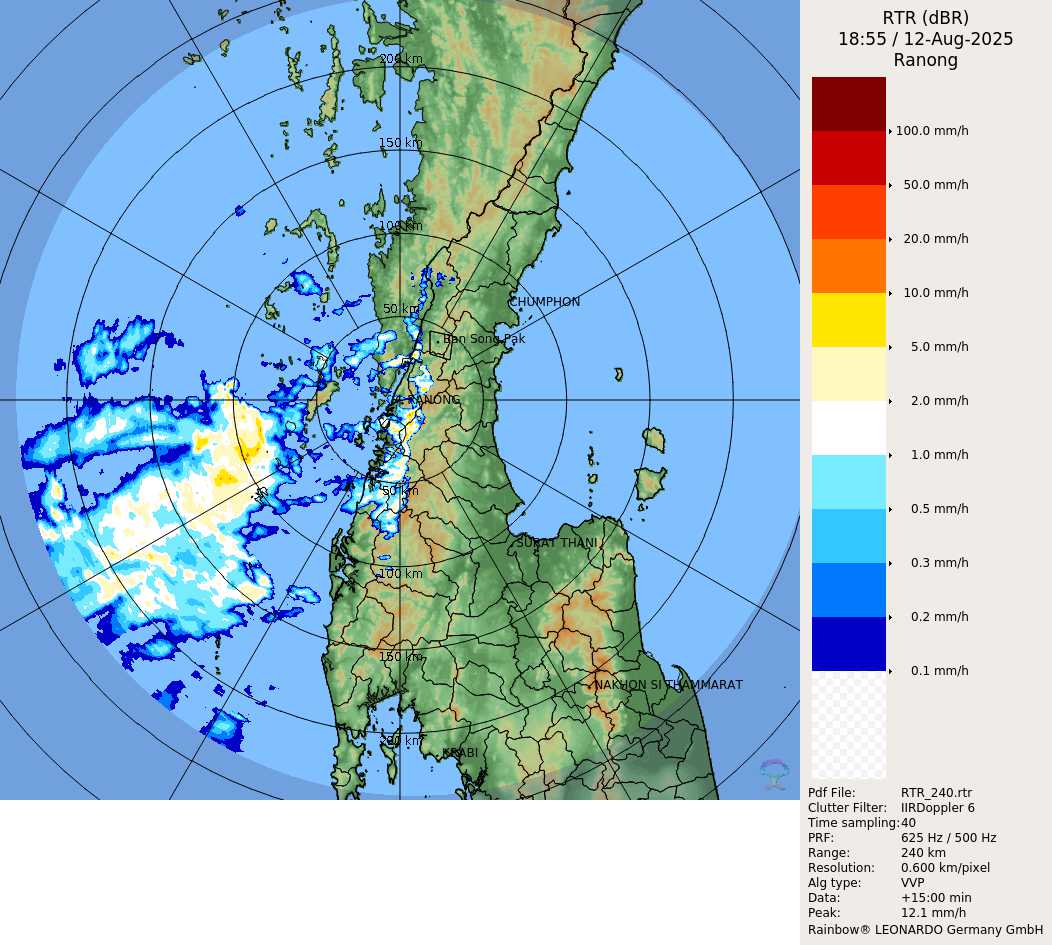 200 km
150 km
100 km
50 km
CHUMPHON
Ban Song Pak
RANONG
50 km
SURAT THANI
100 km
150 km
NAKHON SI THAMMARAT
200 km
KRABI
RTR (dBR)
18:55 / 12-Aug-2025
Ranong
100.0 mm/h
50.0 mm/h
20.0 mm/h
10.0 mm/h
5.0 mm/h
2.0 mm/h
1.0 mm/h
0.5 mm/h
0.3 mm/h
0.2 mm/h
0.1 mm/h
Pdf File: RTR_240.rtr
Clutter Filter: IIRDoppler 6
Time sampling:40
PRF: 625 Hz / 500 Hz
Range: 240 km
Resolution: 0.600 km/pixel
Alg type: VVP
Data: +15:00 min
Peak: 12.1 mm/h
Rainbow® LEONARDO Germany GmbH